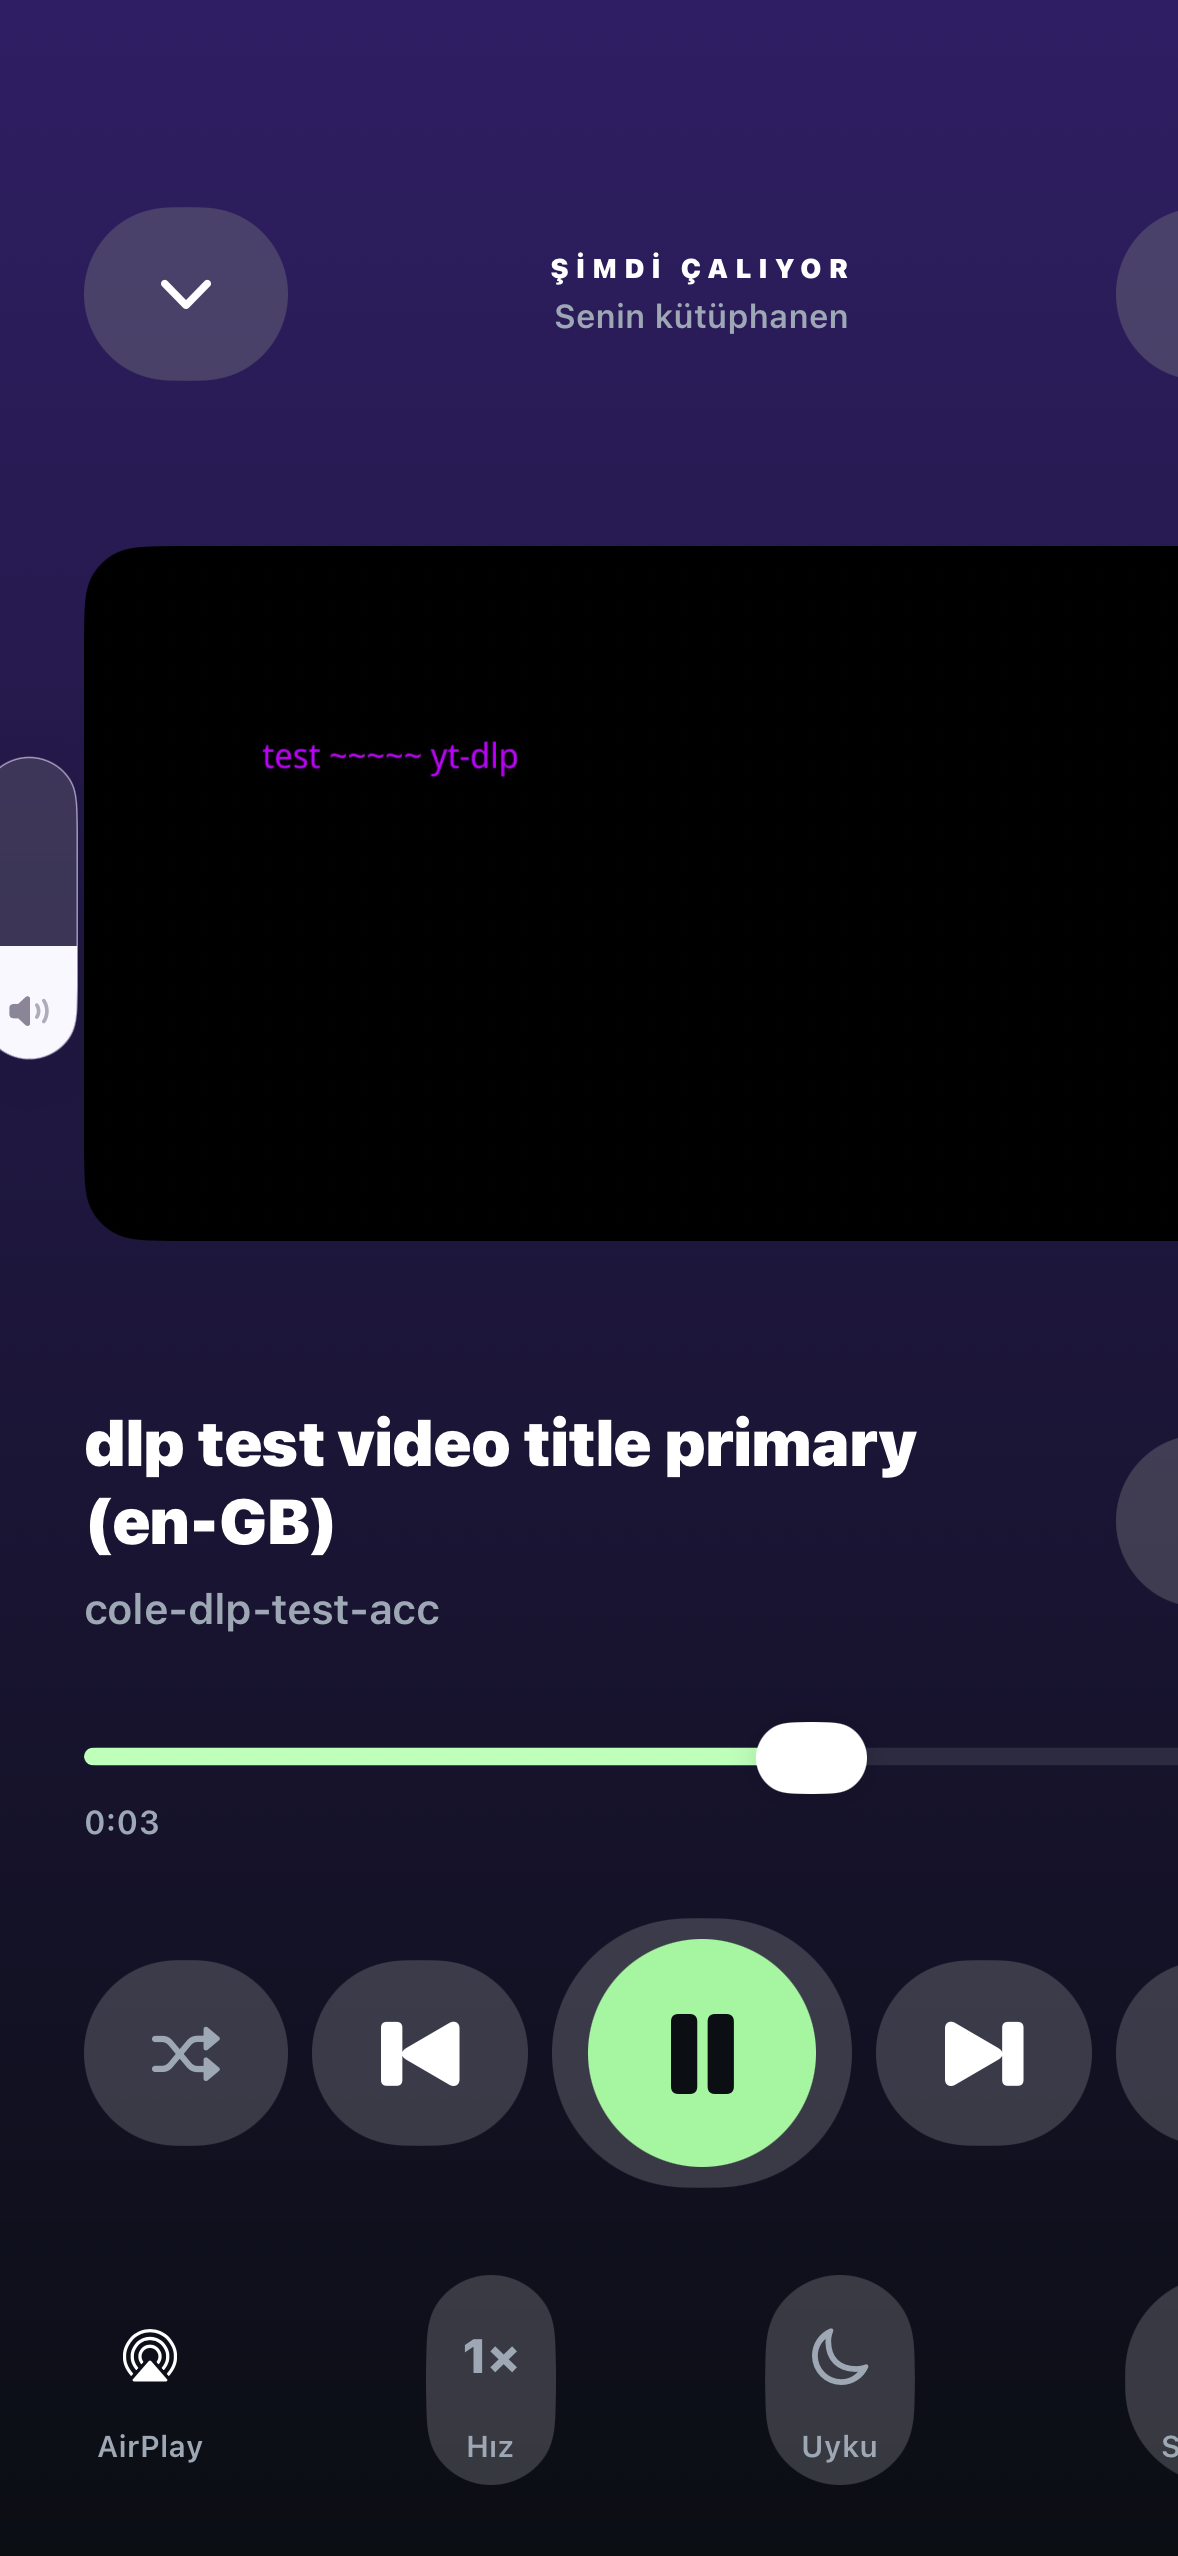 ŞİMDİ ÇALIYOR
Senin kütüphanen
test ~~~~~ yt-dlp
dlp test video title primary
(en-GB)
cole-dlp-test-acc
0:03
1×
AirPlay
Hız
Uyku